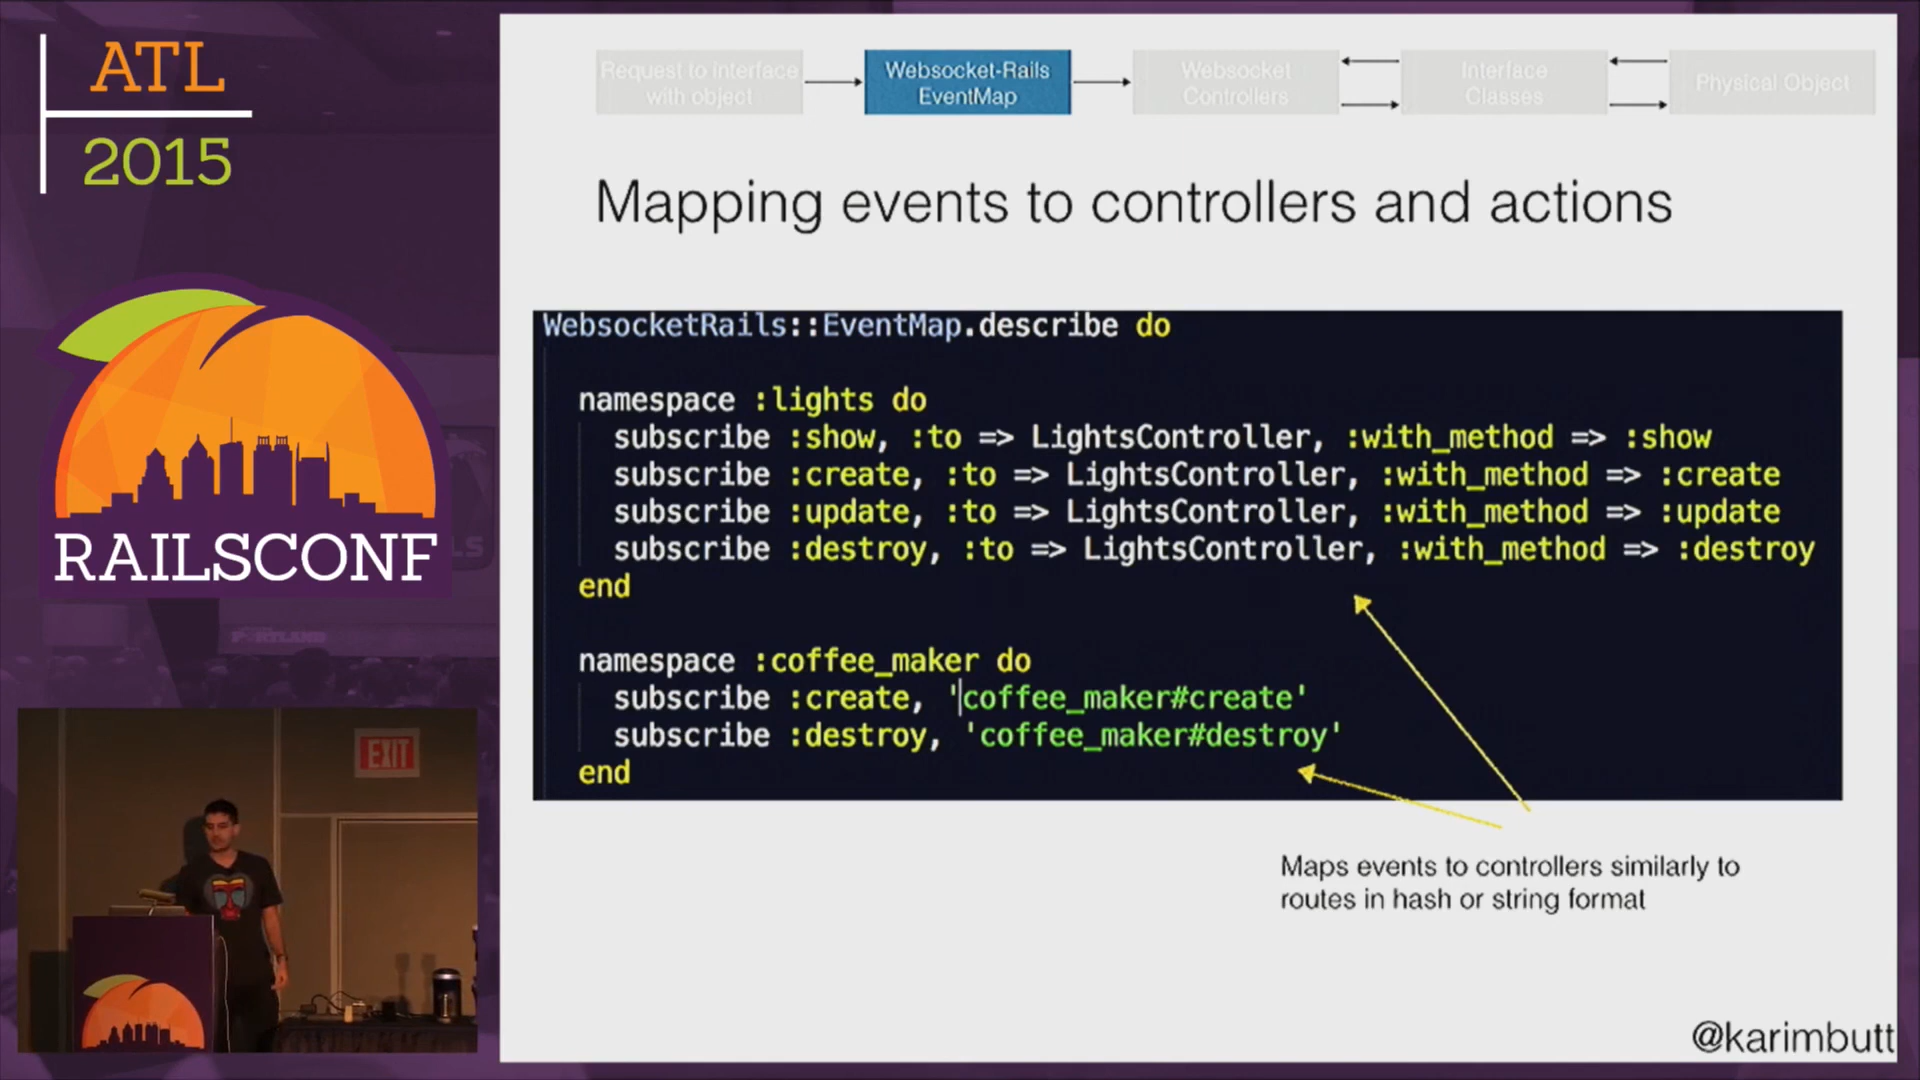 ATL
2015
RAILSCONF
EXIT
Request to interface
with object
Websocket-Rails
EventMap
Websocket
Controllers
Interface
Classes
Physical Object
Mapping events to controllers and actions
WebsocketRails::EventMap.describe do
namespace :lights do
subscribe :show, :to => LightsController, :with_method => :show
subscribe :create, :to => LightsController, :with_method => :create
subscribe :update, :to => LightsController, :with_method => :update
subscribe :destroy, :to => LightsController, :with_method => :destroy
end
namespace :coffee_maker do
subscribe :create, 'coffee_maker#create'
subscribe :destroy, 'coffee_maker#destroy'
end
Maps events to controllers similarly to
routes in hash or string format
@karimbutt
PORTLAND